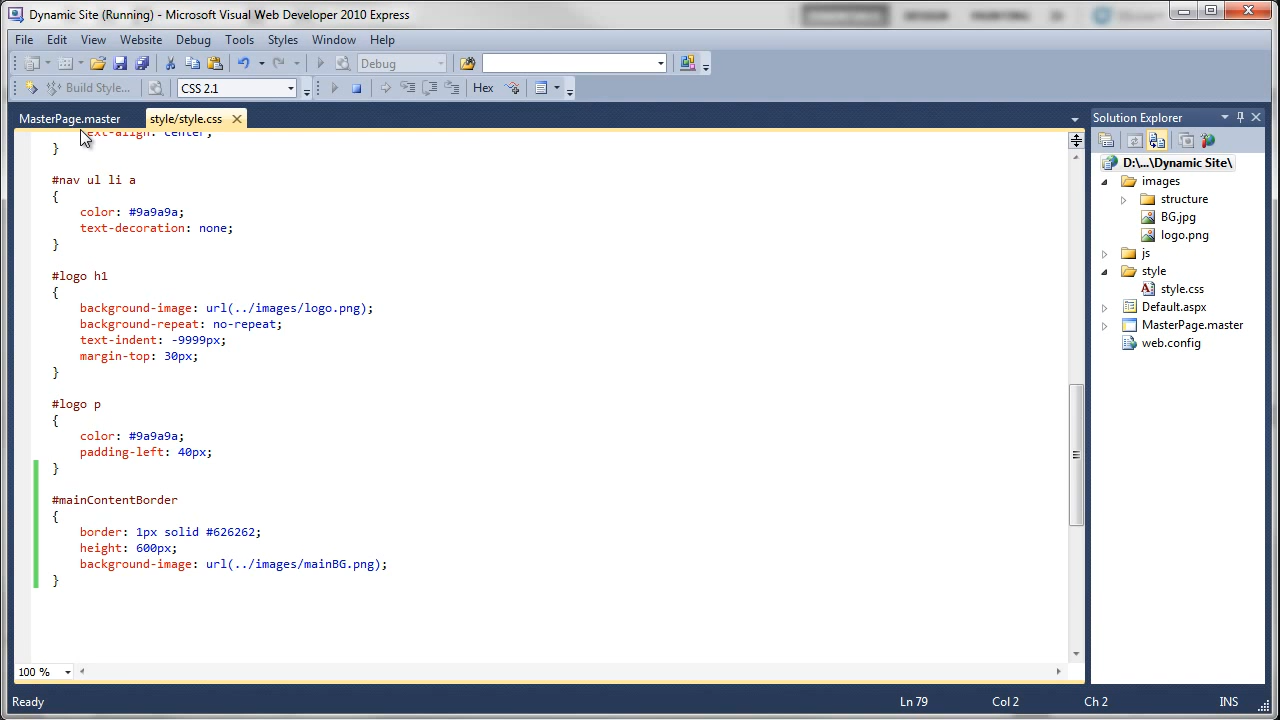 Dynamic Site (Running) - Microsoft Visual Web Developer 2010 Express
File Edit View Website Debug Tools Styles Window Help
Debug
Build Style... CSS 2.1 Hex
MasterPage.master style/style.css
text-align: center;
}
#nav ul li a
{
color: #9a9a9a;
text-decoration: none;
}
#logo h1
{
background-image: url(../images/logo.png);
background-repeat: no-repeat;
text-indent: -9999px;
margin-top: 30px;
}
#logo p
{
color: #9a9a9a;
padding-left: 40px;
}
#mainContentBorder
{
border: 1px solid #626262;
height: 600px;
background-image: url(../images/mainBG.png);
}
100 %
Solution Explorer
D:\...\Dynamic Site\
images
structure
BG.jpg
logo.png
js
style
style.css
Default.aspx
MasterPage.master
web.config
Ready Ln 79 Col 2 Ch 2 INS